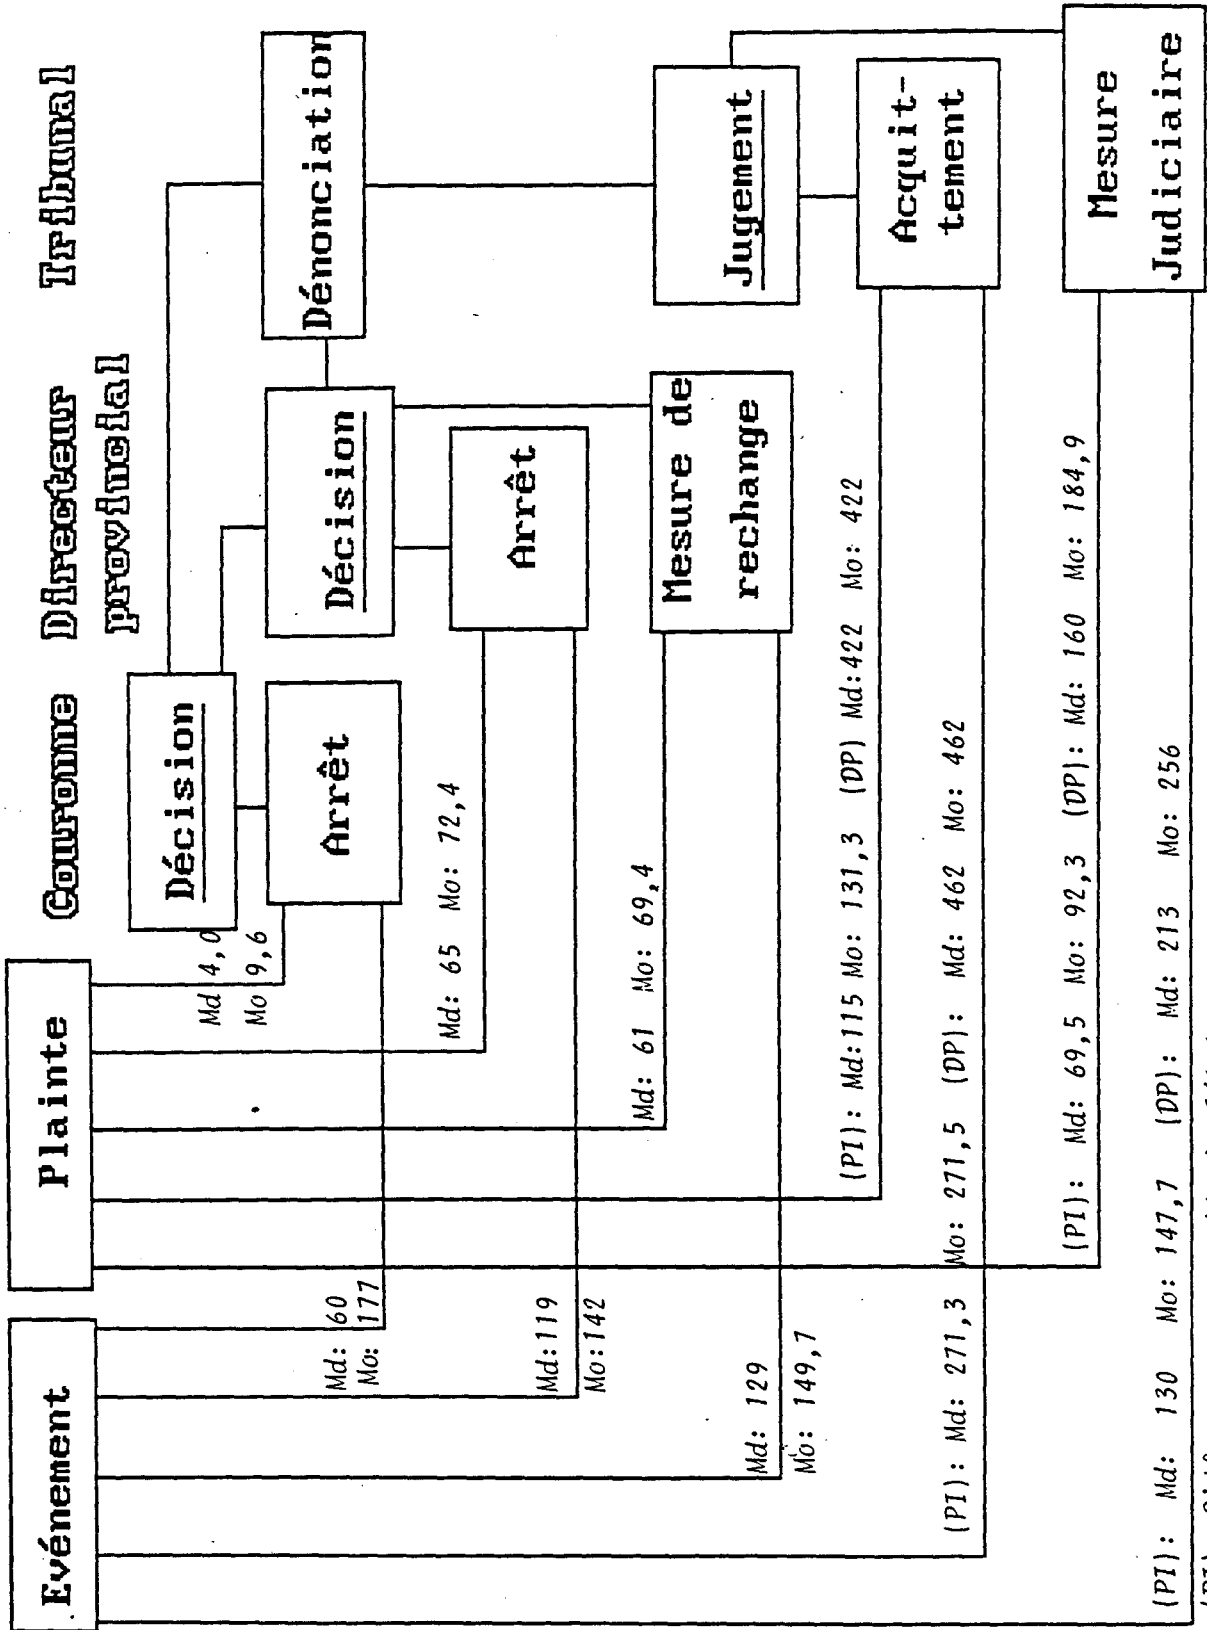 Couronne Directeur Tribunal
provincial
Evénement
Plainte
Décision
Arrêt
Décision
Arrêt
Dénonciation
Mesure de
rechange
Jugement
Acquit-
tement
Mesure
Judiciaire
Md 4,0
Mo 9,6
Md: 60
Mo: 177
Md: 65 Mo: 72,4
Md:119
Mo:142
Md: 61 Mo: 69,4
Md: 129
Mo: 149,7
(PI): Md:115 Mo: 131,3 (DP) Md:422 Mo: 422
(PI): Md: 271,3 Mo: 271,5 (DP): Md: 462 Mo: 462
(PI): Md: 69,5 Mo: 92,3 (DP): Md: 160 Mo: 184,9
(PI): Md: 130 Mo: 147,7 (DP): Md: 213 Mo: 256
(PI)